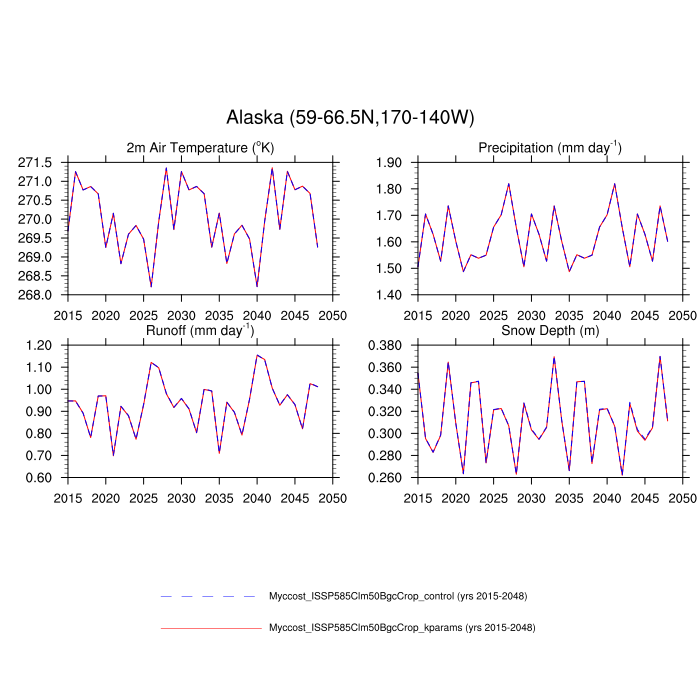 Alaska (59-66.5N,170-140W)
2m Air Temperature (°K)
271.5
271.0
270.5
270.0
269.5
269.0
268.5
268.0
2015 2020 2025 2030 2035 2040 2045 2050
Precipitation (mm day⁻¹)
1.90
1.80
1.70
1.60
1.50
1.40
2015 2020 2025 2030 2035 2040 2045 2050
Runoff (mm day⁻¹)
1.20
1.10
1.00
0.90
0.80
0.70
0.60
2015 2020 2025 2030 2035 2040 2045 2050
Snow Depth (m)
0.380
0.360
0.340
0.320
0.300
0.280
0.260
2015 2020 2025 2030 2035 2040 2045 2050
Myccost_ISSP585Clm50BgcCrop_control (yrs 2015-2048)
Myccost_ISSP585Clm50BgcCrop_kparams (yrs 2015-2048)